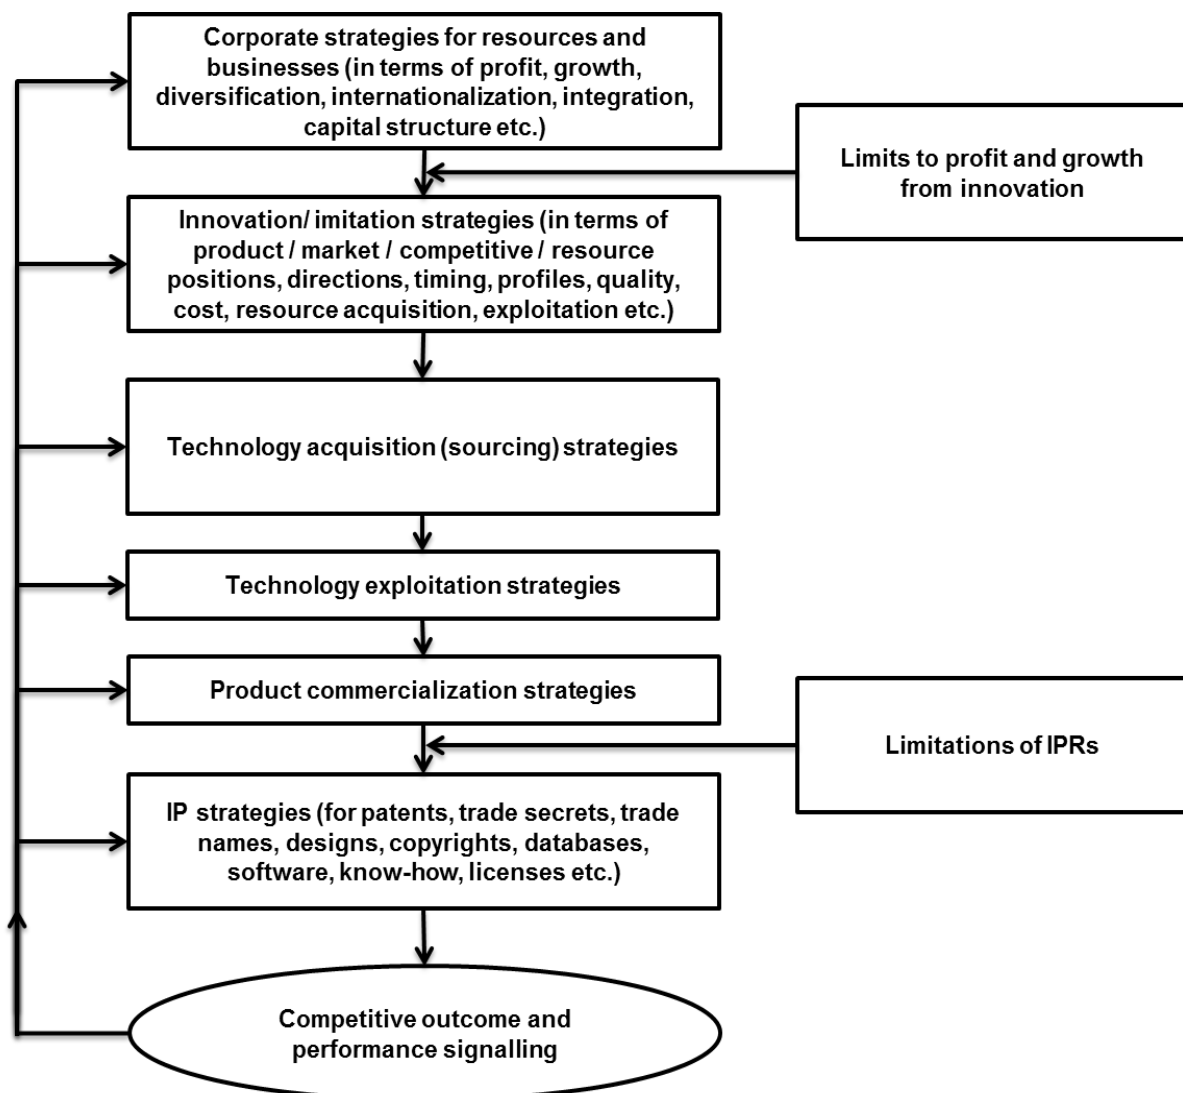 Corporate strategies for resources and
businesses (in terms of profit, growth,
diversification, internationalization, integration,
capital structure etc.)
Limits to profit and growth
from innovation
Innovation/ imitation strategies (in terms of
product / market / competitive / resource
positions, directions, timing, profiles, quality,
cost, resource acquisition, exploitation etc.)
Technology acquisition (sourcing) strategies
Technology exploitation strategies
Product commercialization strategies
Limitations of IPRs
IP strategies (for patents, trade secrets, trade
names, designs, copyrights, databases,
software, know-how, licenses etc.)
Competitive outcome and
performance signalling